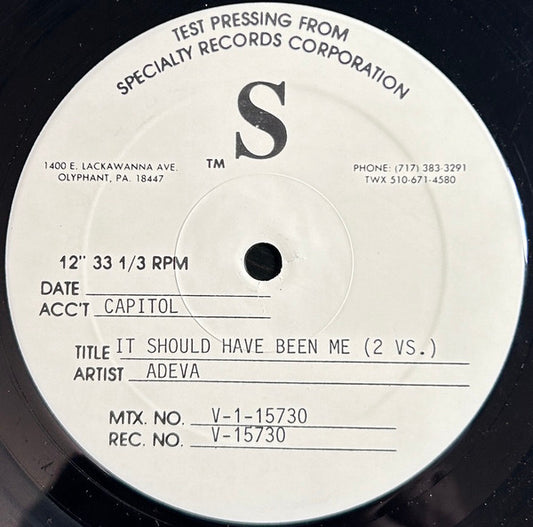 TEST PRESSING FROM
SPECIALTY RECORDS CORPORATION
S
TM
1400 E. LACKAWANNA AVE.
OLYPHANT, PA. 18447
PHONE: (717) 383-3291
TWX 510-671-4580
12" 33 1/3 RPM
DATE
ACC'T CAPITOL
TITLE IT SHOULD HAVE BEEN ME (2 VS.)
ARTIST ADEVA
MTX. NO. V-1-15730
REC. NO. V-15730